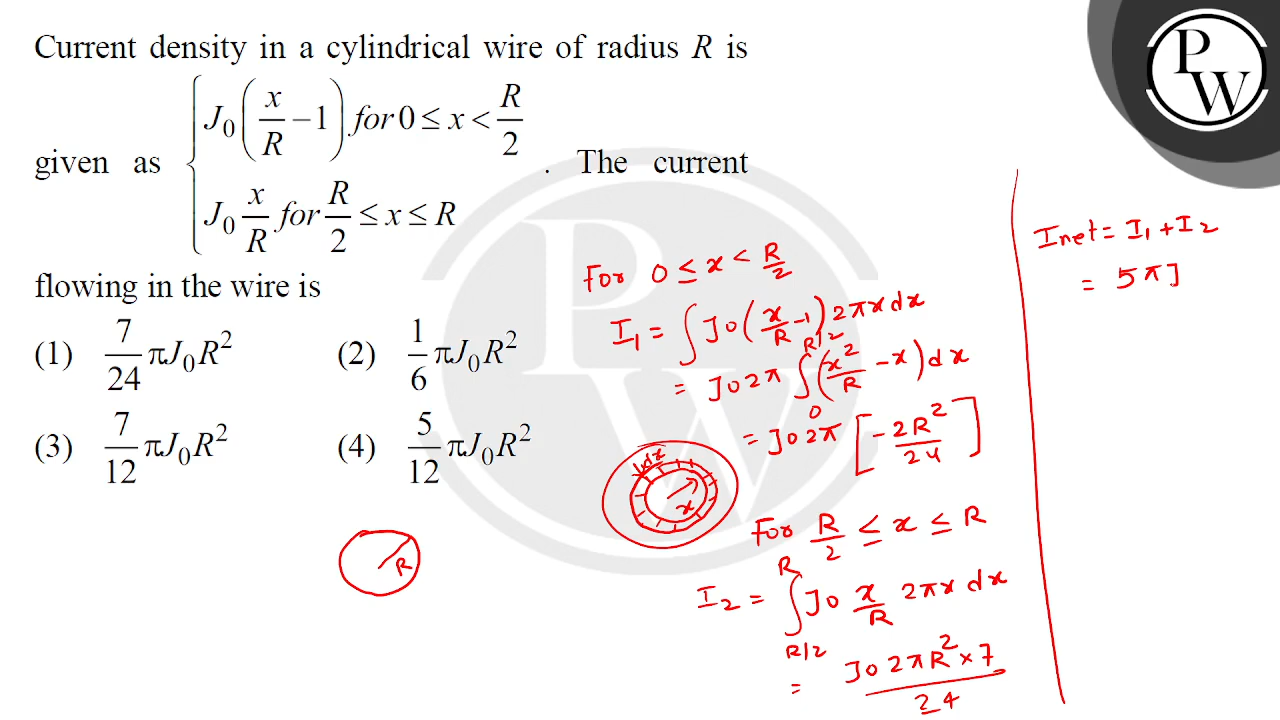 Current density in a cylindrical wire of radius R is
given as { J₀(x/R − 1) for 0 ≤ x < R/2
J₀ x/R for R/2 ≤ x ≤ R . The current
flowing in the wire is
(1) 7/24 πJ₀R² (2) 1/6 πJ₀R²
(3) 7/12 πJ₀R² (4) 5/12 πJ₀R²
R
For 0 ≤ x < R/2
I₁ = ∫ J0 (x/R −1) 2πx dx
= J0 2π ∫₀^{R/2} (x²/R − x) dx
= J0 2π [−2R²/24]
dx
x
For R/2 ≤ x ≤ R
I₂ = ∫_{R/2}^{R} J0 x/R 2πx dx
= J0 2πR² × 7 / 24
Inet = I₁ + I₂
= 5πJ
P
W
P
W